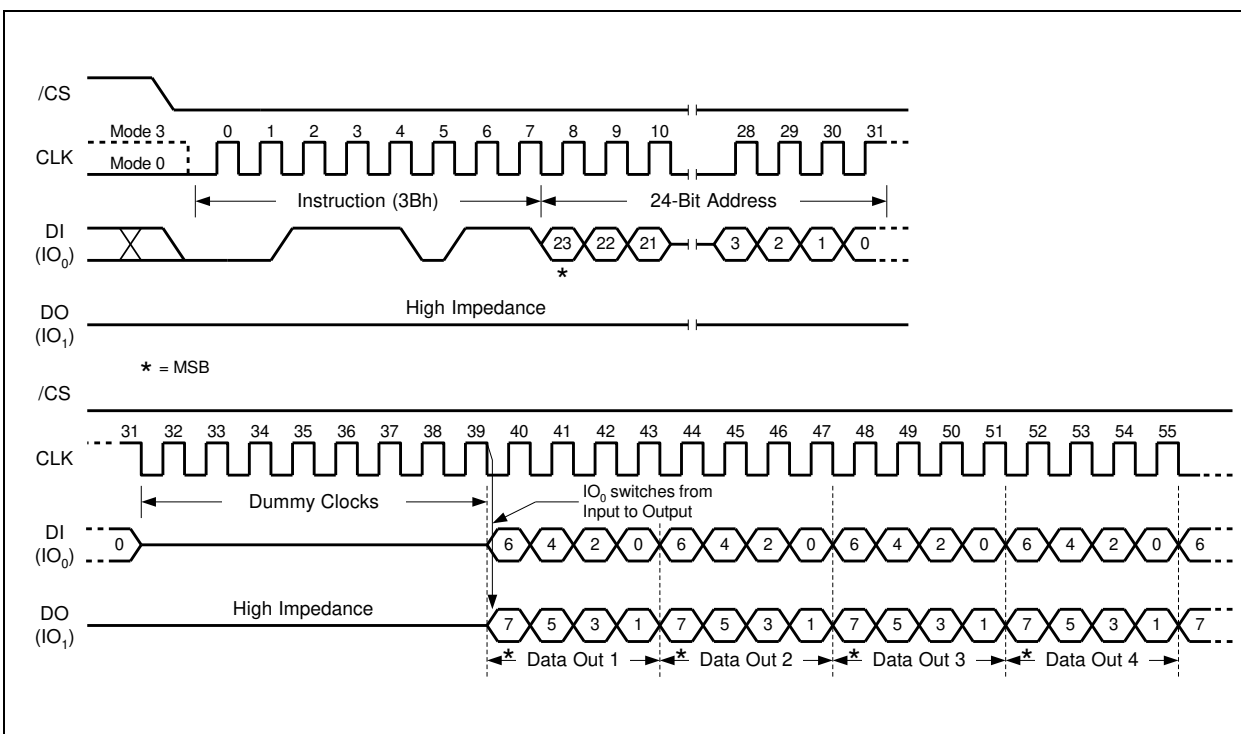 /CS
Mode 3 0 1 2 3 4 5 6 7 8 9 10 28 29 30 31
CLK
Mode 0
Instruction (3Bh) 24-Bit Address
DI
(IO0) 23 22 21 3 2 1 0
*
High Impedance
DO
(IO1)
* = MSB
/CS
31 32 33 34 35 36 37 38 39 40 41 42 43 44 45 46 47 48 49 50 51 52 53 54 55
CLK
Dummy Clocks
IO0 switches from
Input to Output
DI
(IO0) 0 6 4 2 0 6 4 2 0 6 4 2 0 6 4 2 0 6
High Impedance
DO
(IO1) 7 5 3 1 7 5 3 1 7 5 3 1 7 5 3 1 7
* Data Out 1 * Data Out 2 * Data Out 3 * Data Out 4